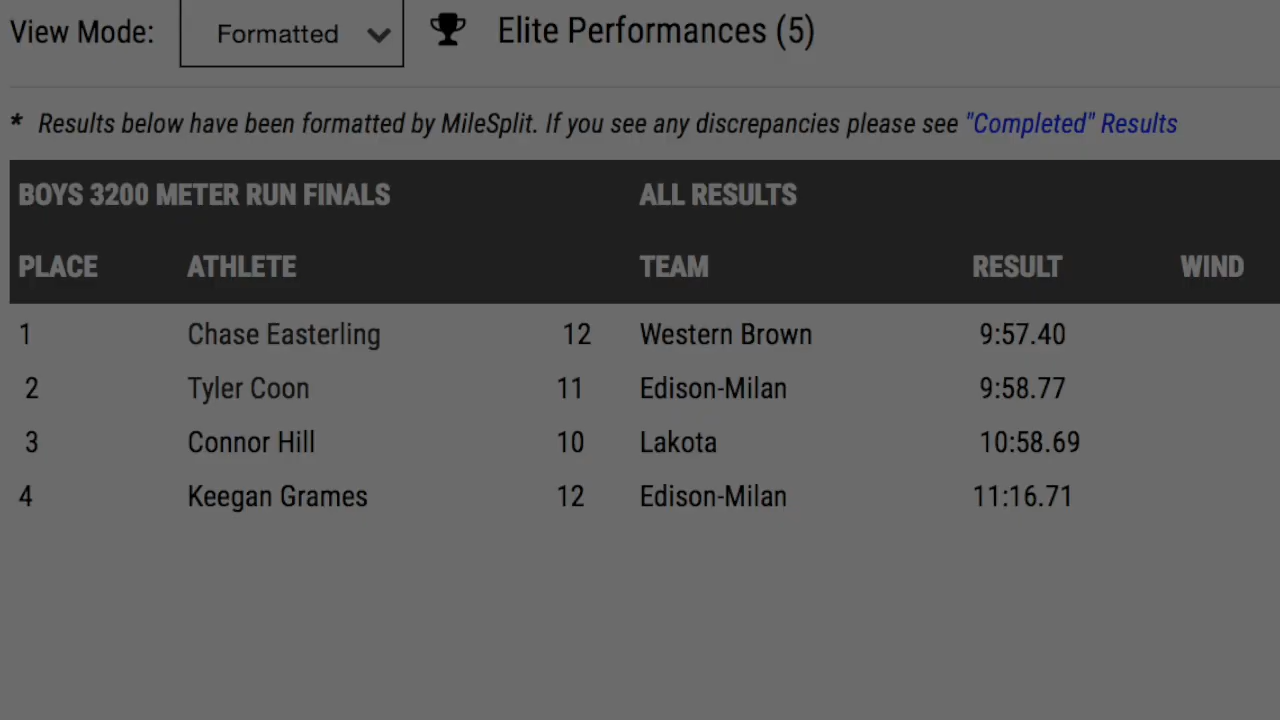 View Mode: Formatted Elite Performances (5)
* Results below have been formatted by MileSplit. If you see any discrepancies please see "Completed" Results
BOYS 3200 METER RUN FINALS ALL RESULTS
PLACE ATHLETE TEAM RESULT WIND
1 Chase Easterling 12 Western Brown 9:57.40
2 Tyler Coon 11 Edison-Milan 9:58.77
3 Connor Hill 10 Lakota 10:58.69
4 Keegan Grames 12 Edison-Milan 11:16.71